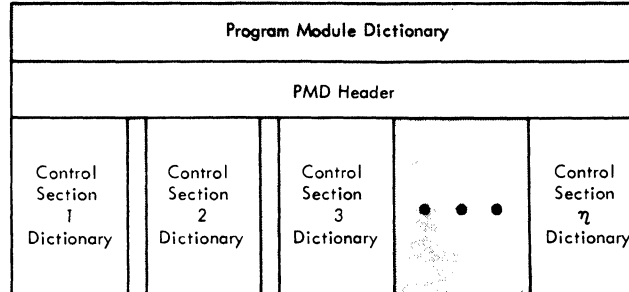 Program Module Dictionary
PMD Header
Control
Section
1
Dictionary
Control
Section
2
Dictionary
Control
Section
3
Dictionary
• • •
Control
Section
η
Dictionary